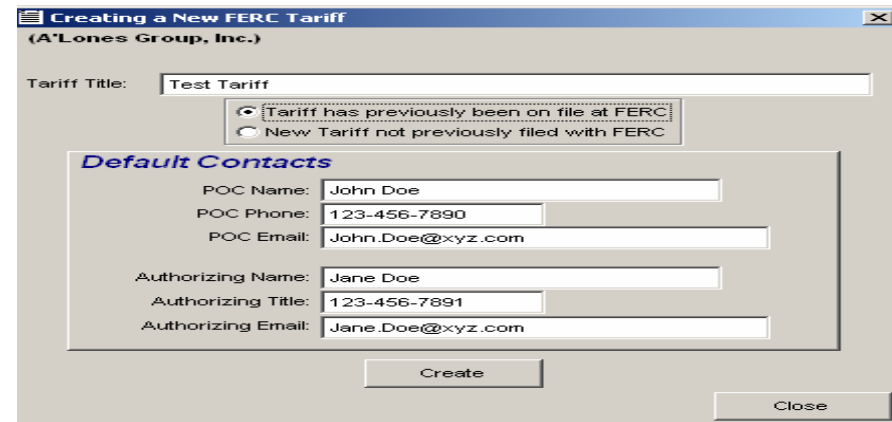 Creating a New FERC Tariff
(A'Lones Group, Inc.)
Tariff Title: Test Tariff
Tariff has previously been on file at FERC
New Tariff not previously filed with FERC
Default Contacts
POC Name: John Doe
POC Phone: 123-456-7890
POC Email: John.Doe@xyz.com
Authorizing Name: Jane Doe
Authorizing Title: 123-456-7891
Authorizing Email: Jane.Doe@xyz.com
Create
Close